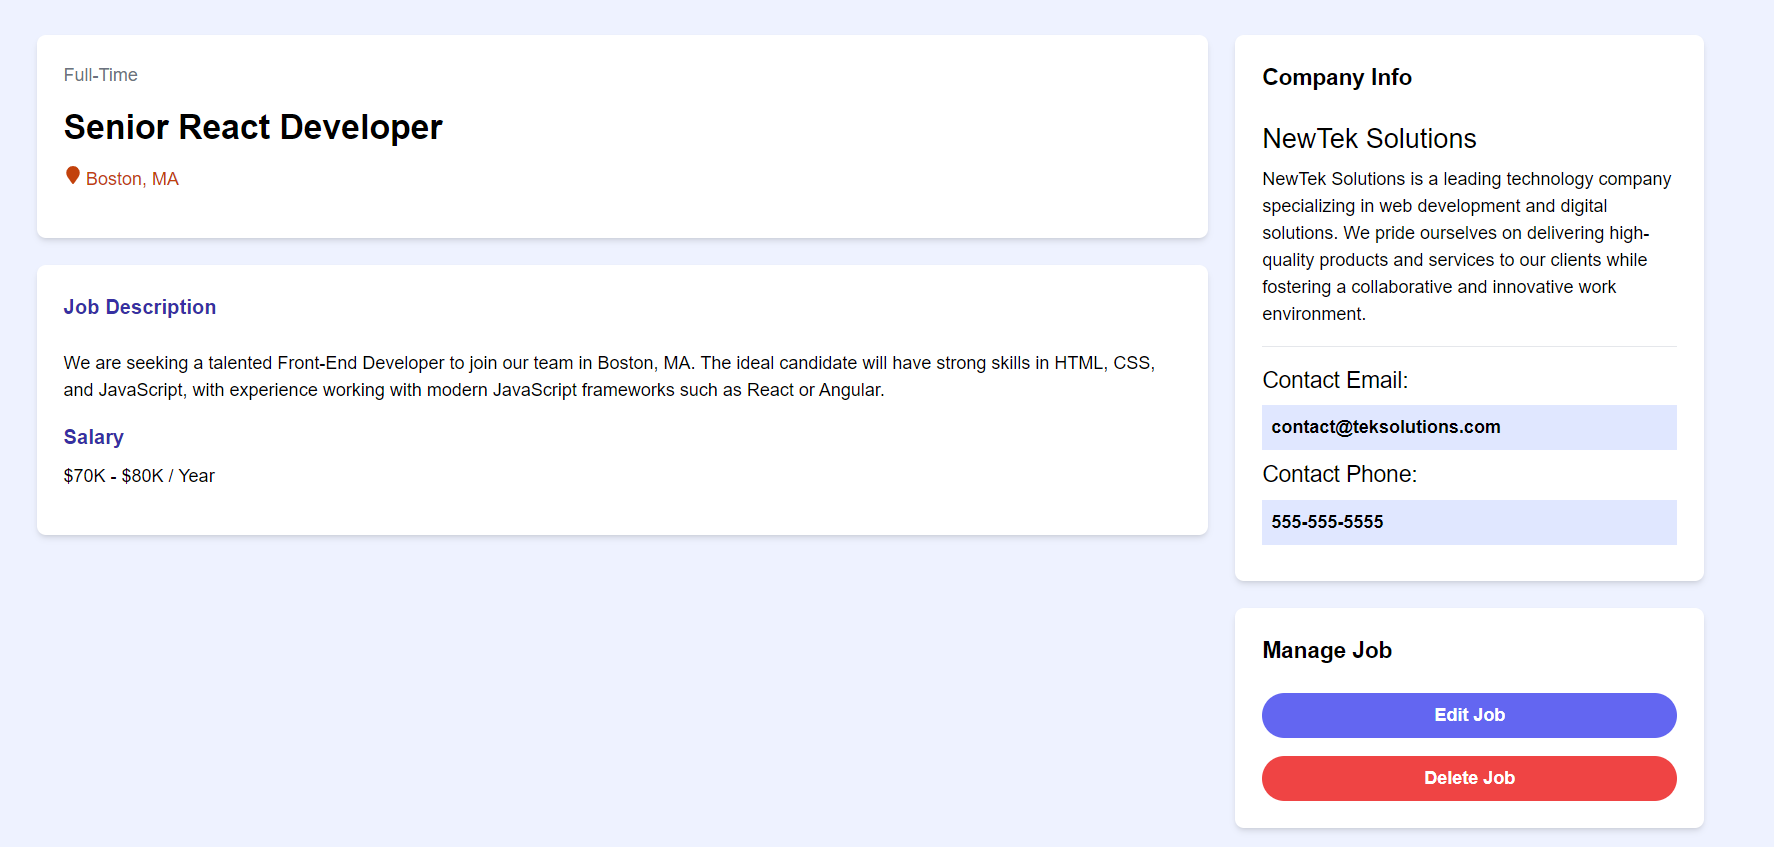 Full-Time
Senior React Developer
Boston, MA
Job Description
We are seeking a talented Front-End Developer to join our team in Boston, MA. The ideal candidate will have strong skills in HTML, CSS,
and JavaScript, with experience working with modern JavaScript frameworks such as React or Angular.
Salary
$70K - $80K / Year
Company Info
NewTek Solutions
NewTek Solutions is a leading technology company
specializing in web development and digital
solutions. We pride ourselves on delivering high-
quality products and services to our clients while
fostering a collaborative and innovative work
environment.
Contact Email:
contact@teksolutions.com
Contact Phone:
555-555-5555
Manage Job
Edit Job
Delete Job